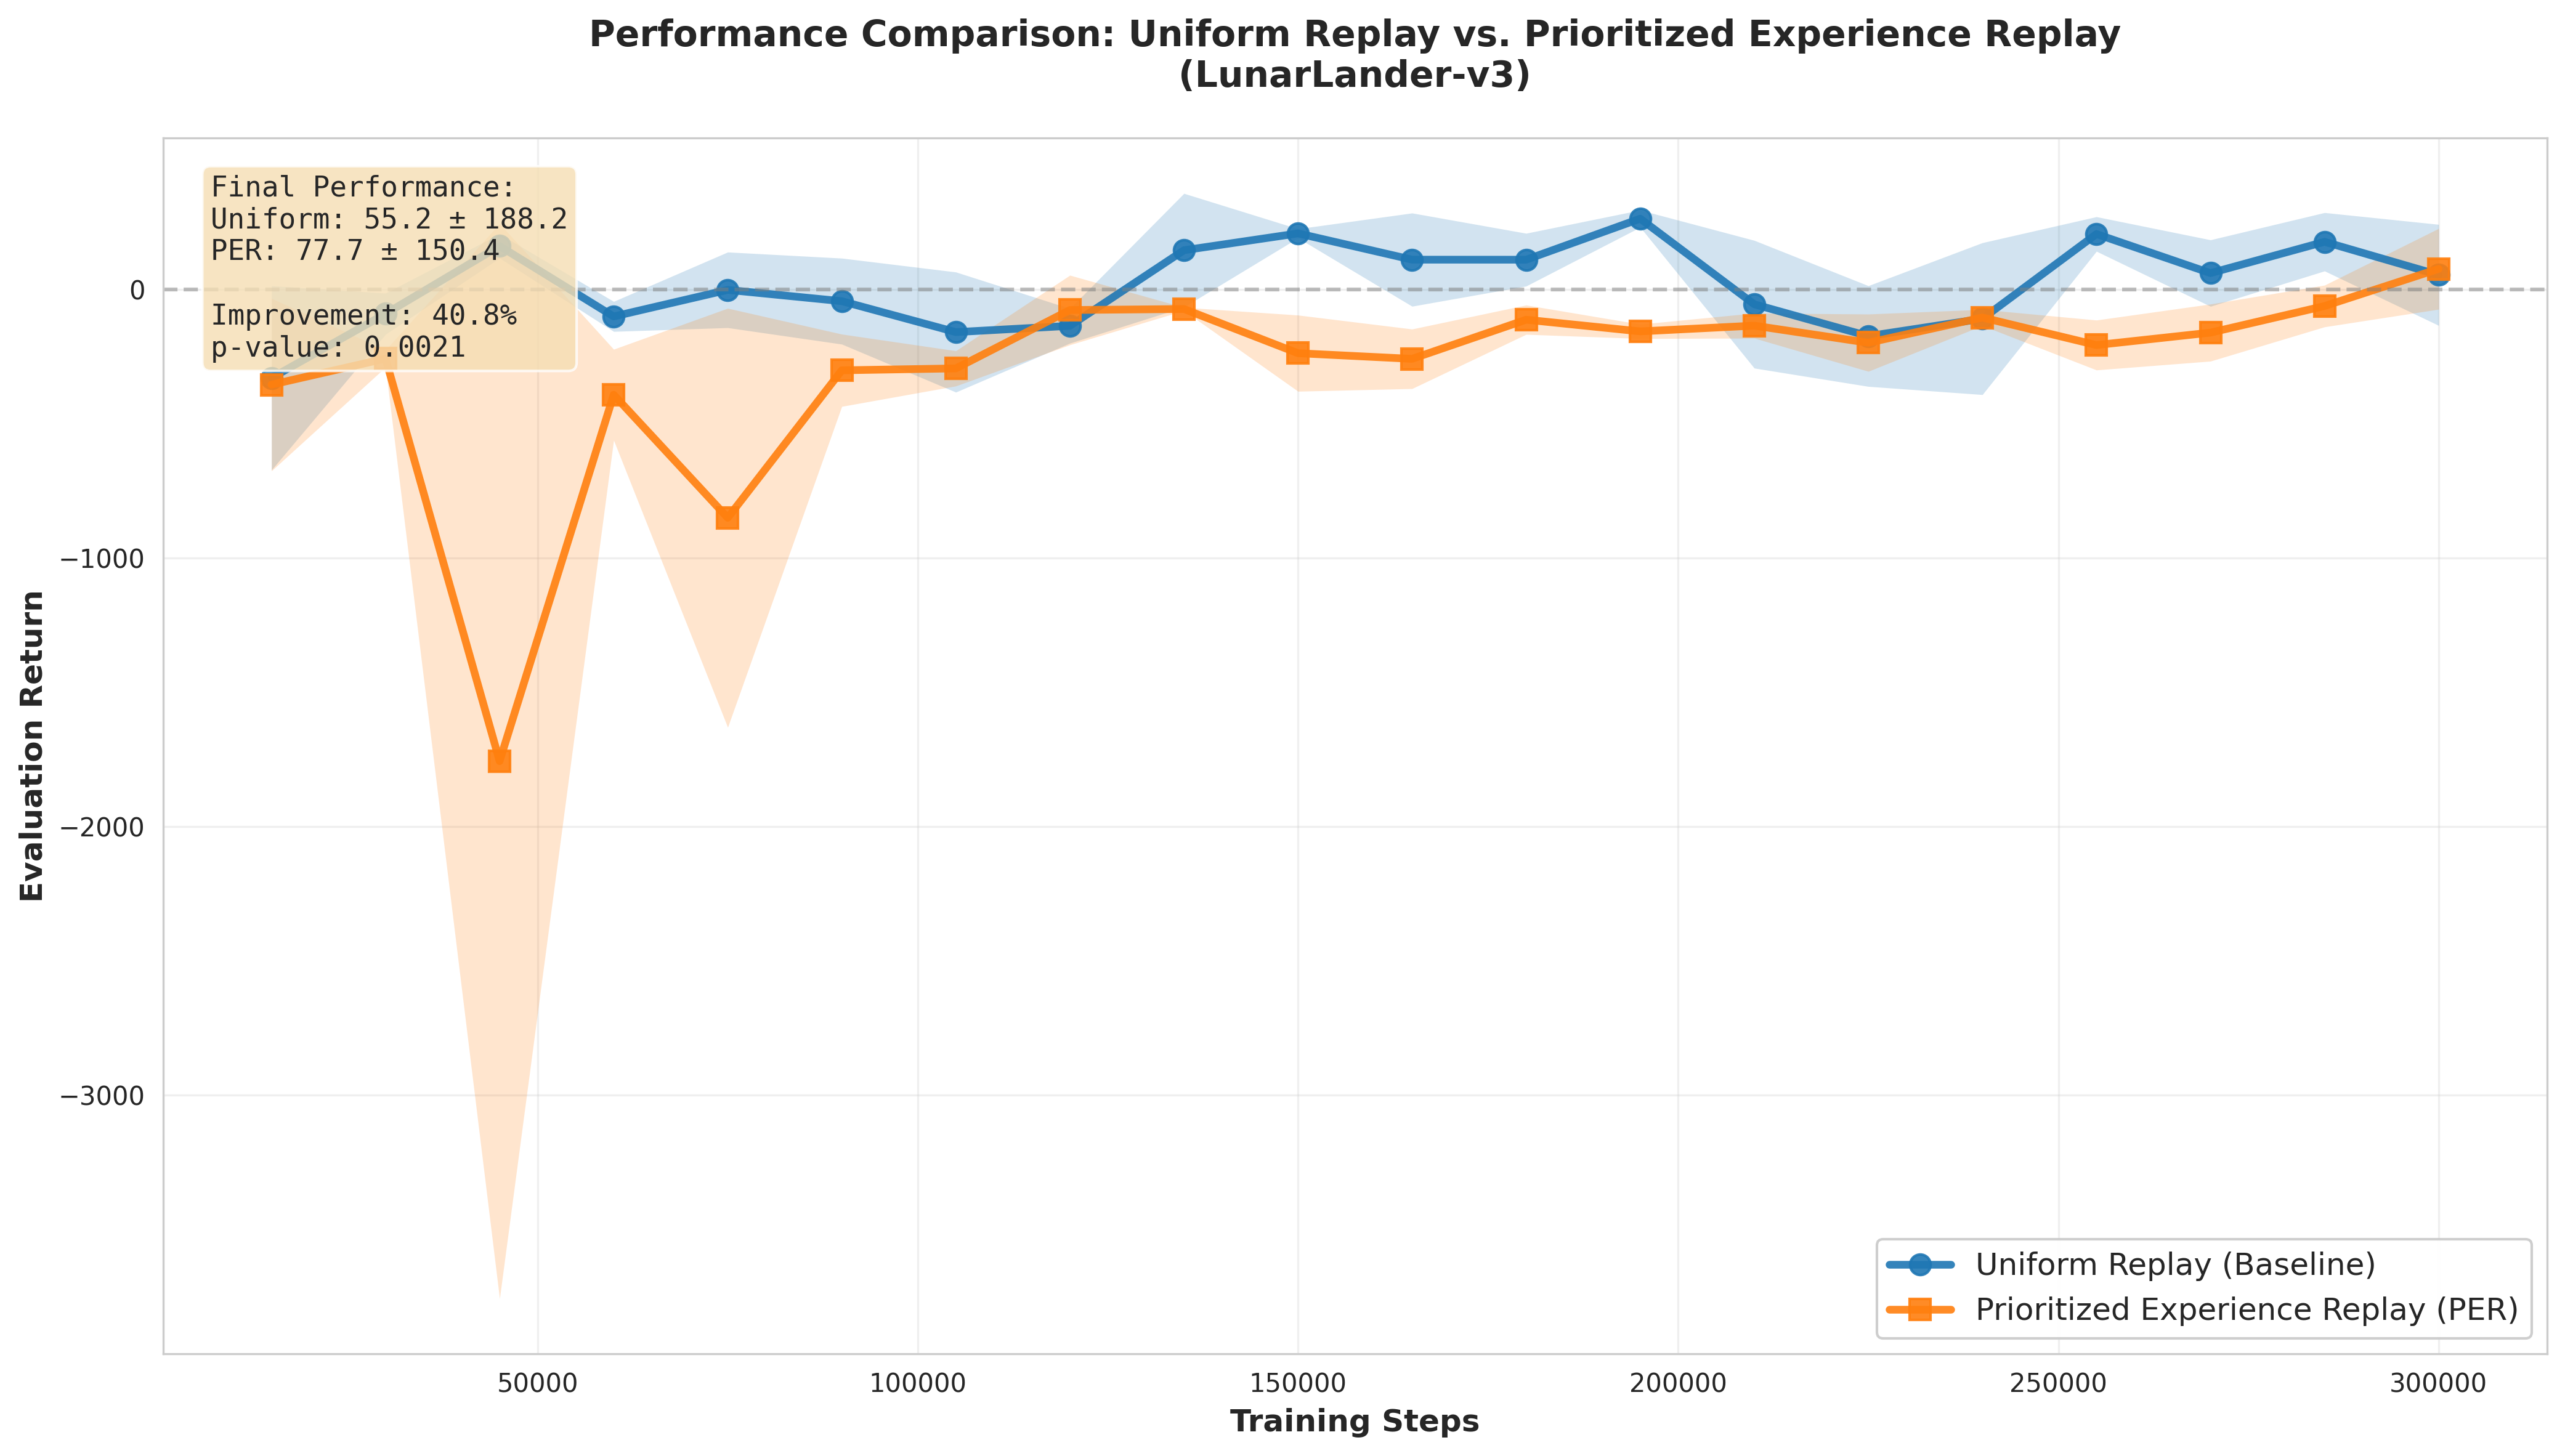 Performance Comparison: Uniform Replay vs. Prioritized Experience Replay
(LunarLander-v3)
Final Performance:
Uniform: 55.2 ± 188.2
PER: 77.7 ± 150.4
Improvement: 40.8%
p-value: 0.0021
Evaluation Return
0
−1000
−2000
−3000
50000
100000
150000
200000
250000
300000
Training Steps
Uniform Replay (Baseline)
Prioritized Experience Replay (PER)